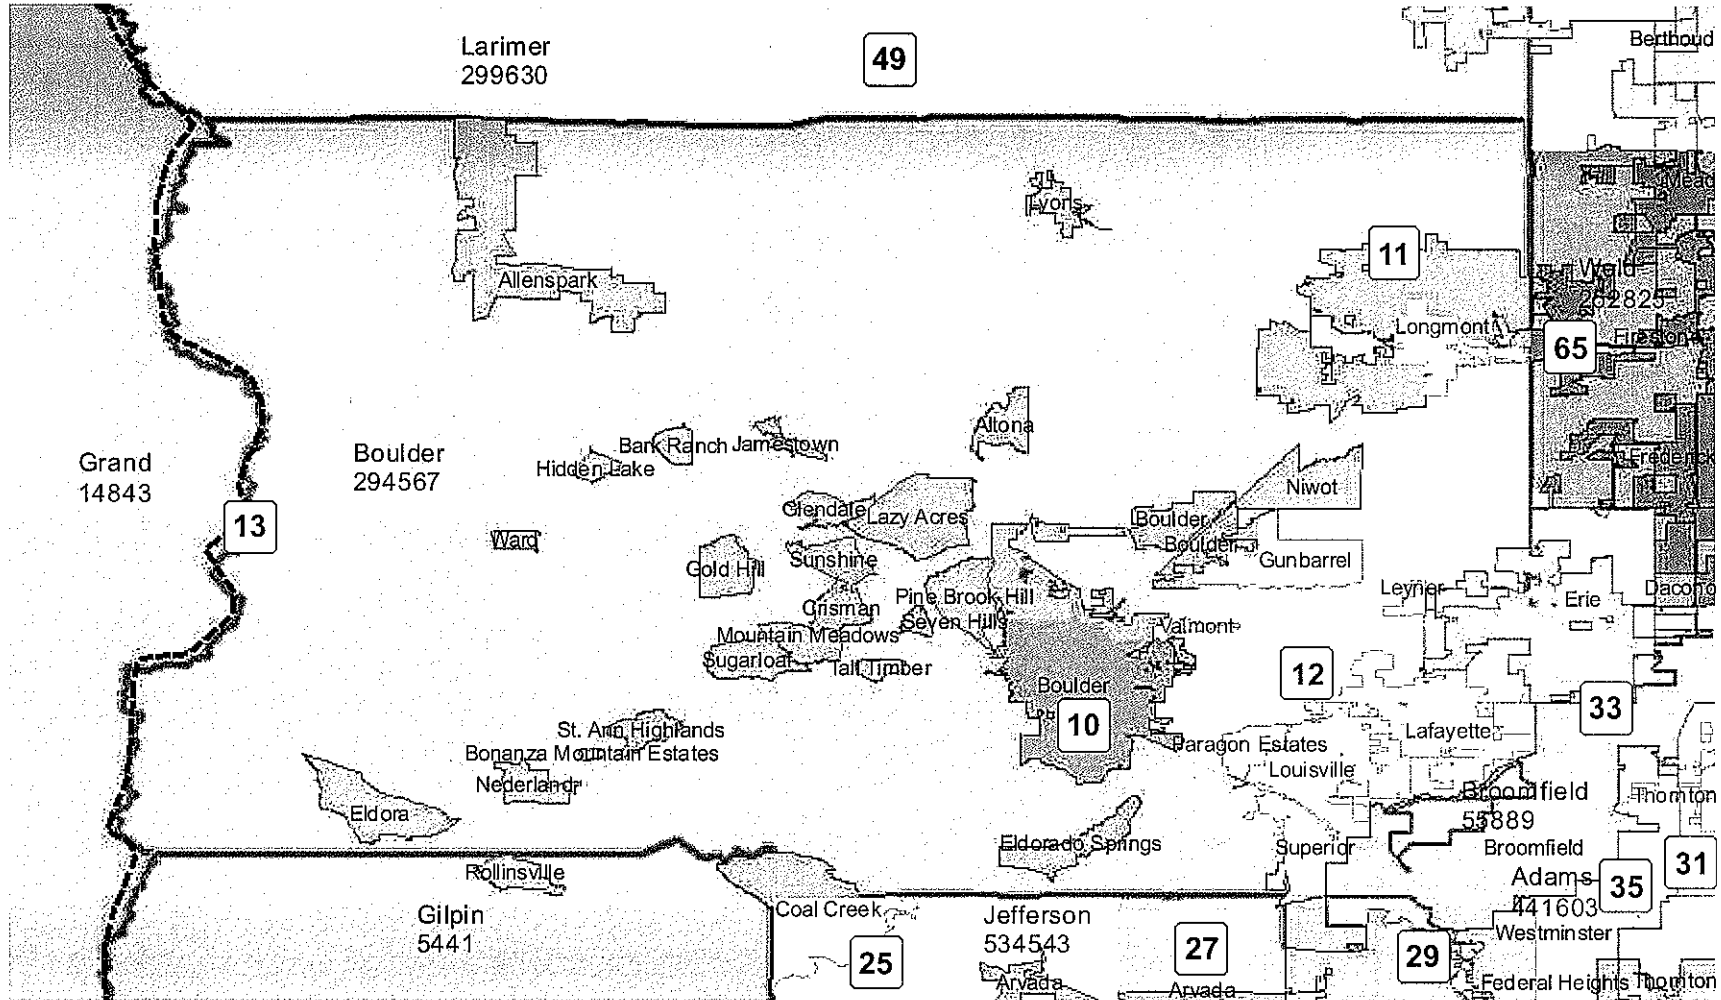 Larimer
299630
49
Berthoud
Mead
Lyons
11
Allenspark
Weld
262825
Longmont
Firestone
65
Altona
Bark Ranch
Jamestown
Hidden Lake
Boulder
294567
Grand
14843
Frederick
Niwot
13
Glendale
Lazy Acres
Boulder
Ward
Boulder
Sunshine
Gunbarrel
Gold Hill
Leyner
Erie
Dacono
Pine Brook Hill
Crisman
Seven Hills
Valmont
Mountain Meadows
Sugarloaf
Tall Timber
12
Boulder
10
33
St. Ann Highlands
Bonanza Mountain Estates
Paragon Estates
Lafayette
Louisville
Nederland
Broomfield
55889
Thornton
Eldora
Eldorado Springs
Superior
Broomfield
31
Rollinsville
Adams
441603
35
Coal Creek
Gilpin
5441
Jefferson
534543
Westminster
25
27
29
Arvada
Arvada
Federal Heights
Thornton